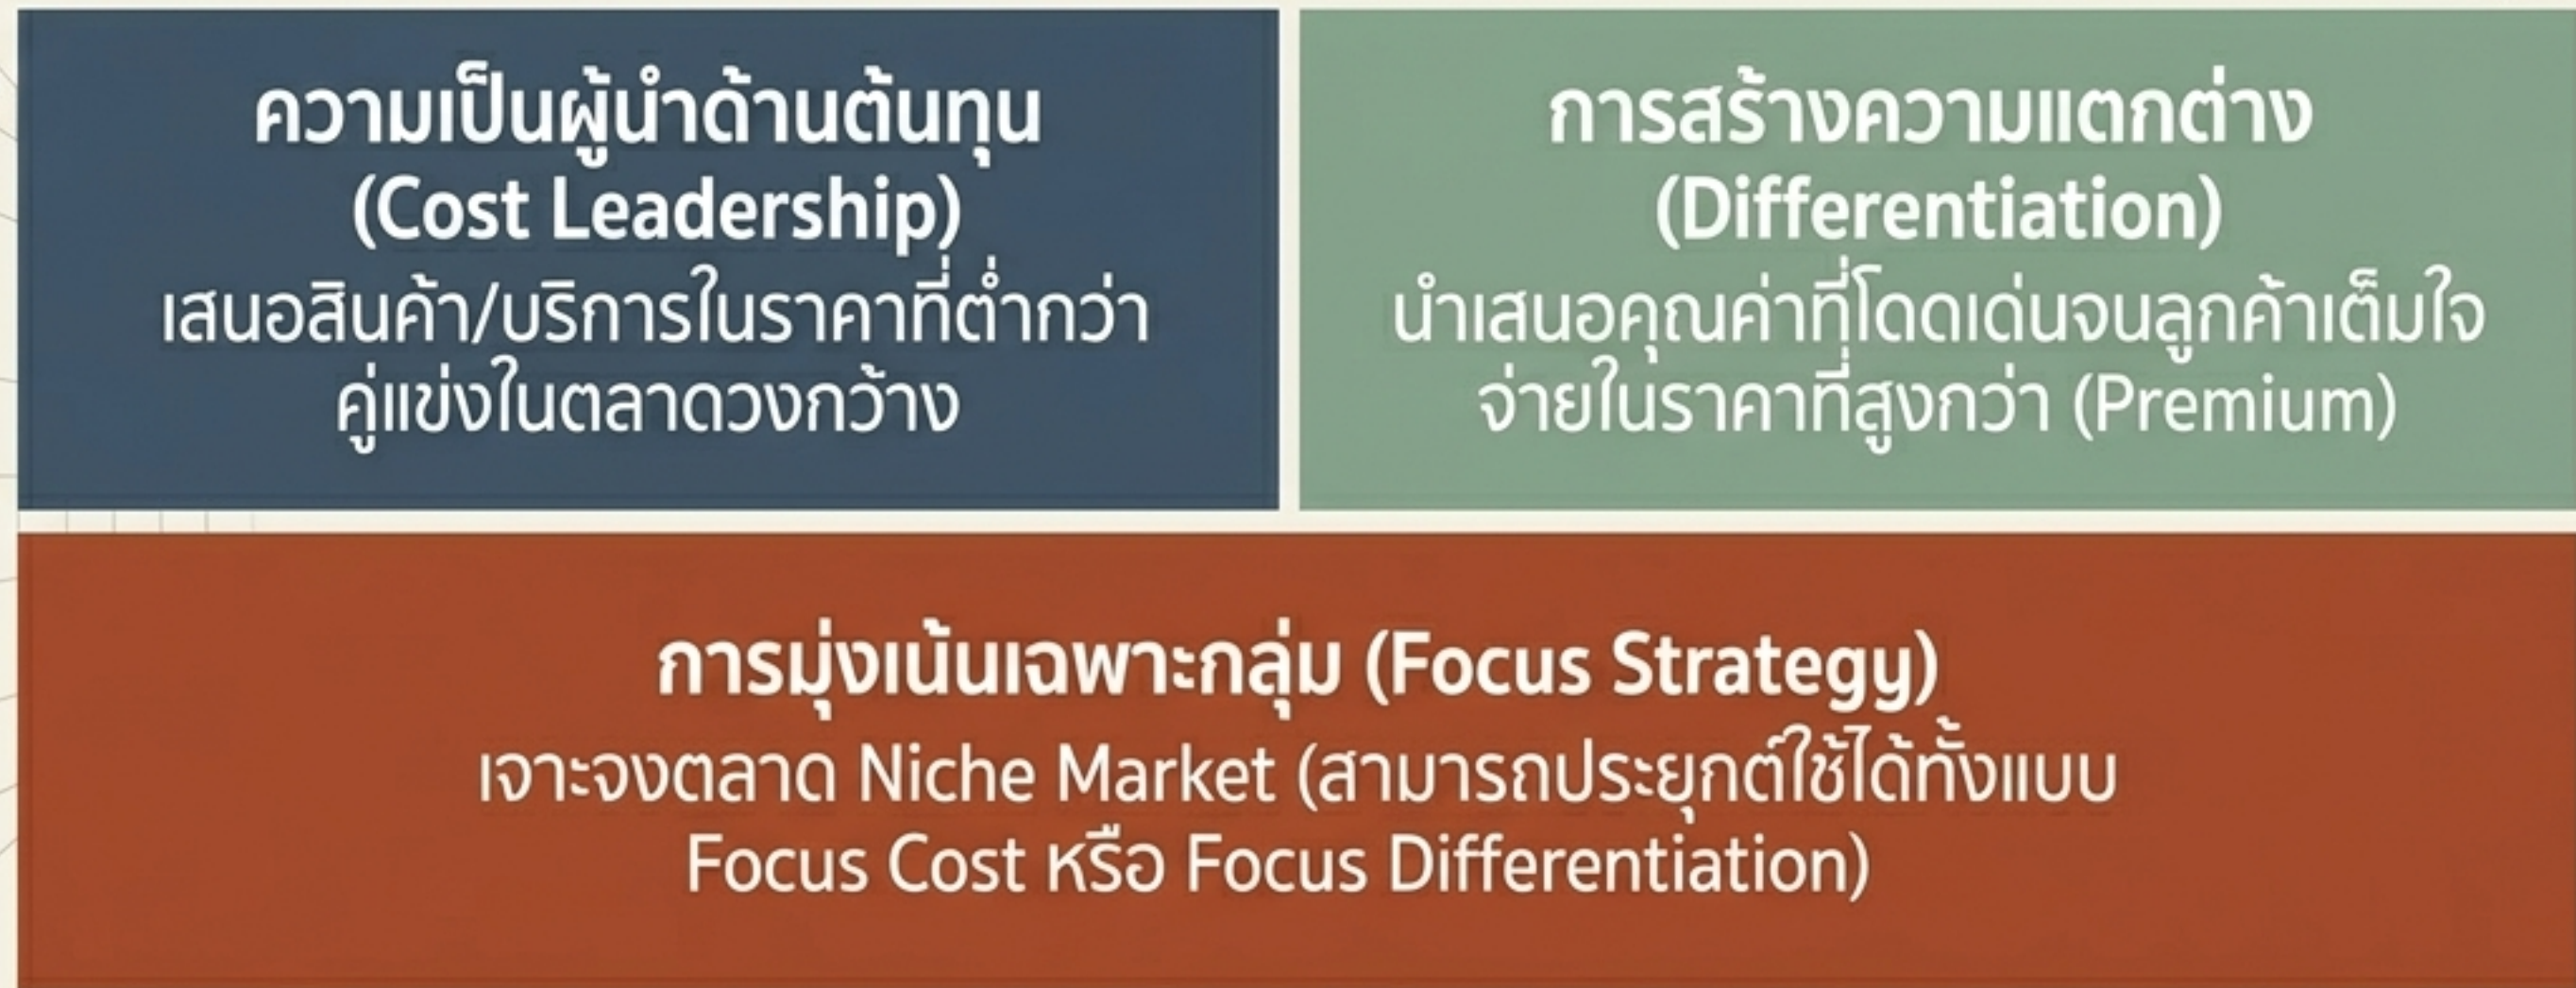 ความเป็นผู้นำด้านต้นทุน
(Cost Leadership)
เสนอสินค้า/บริการในราคาที่ต่ำกว่า
คู่แข่งในตลาดวงกว้าง
การสร้างความแตกต่าง
(Differentiation)
นำเสนอคุณค่าที่โดดเด่นจนลูกค้าเต็มใจ
จ่ายในราคาที่สูงกว่า (Premium)
การมุ่งเน้นเฉพาะกลุ่ม (Focus Strategy)
เจาะจงตลาด Niche Market (สามารถประยุกต์ใช้ได้ทั้งแบบ
Focus Cost หรือ Focus Differentiation)